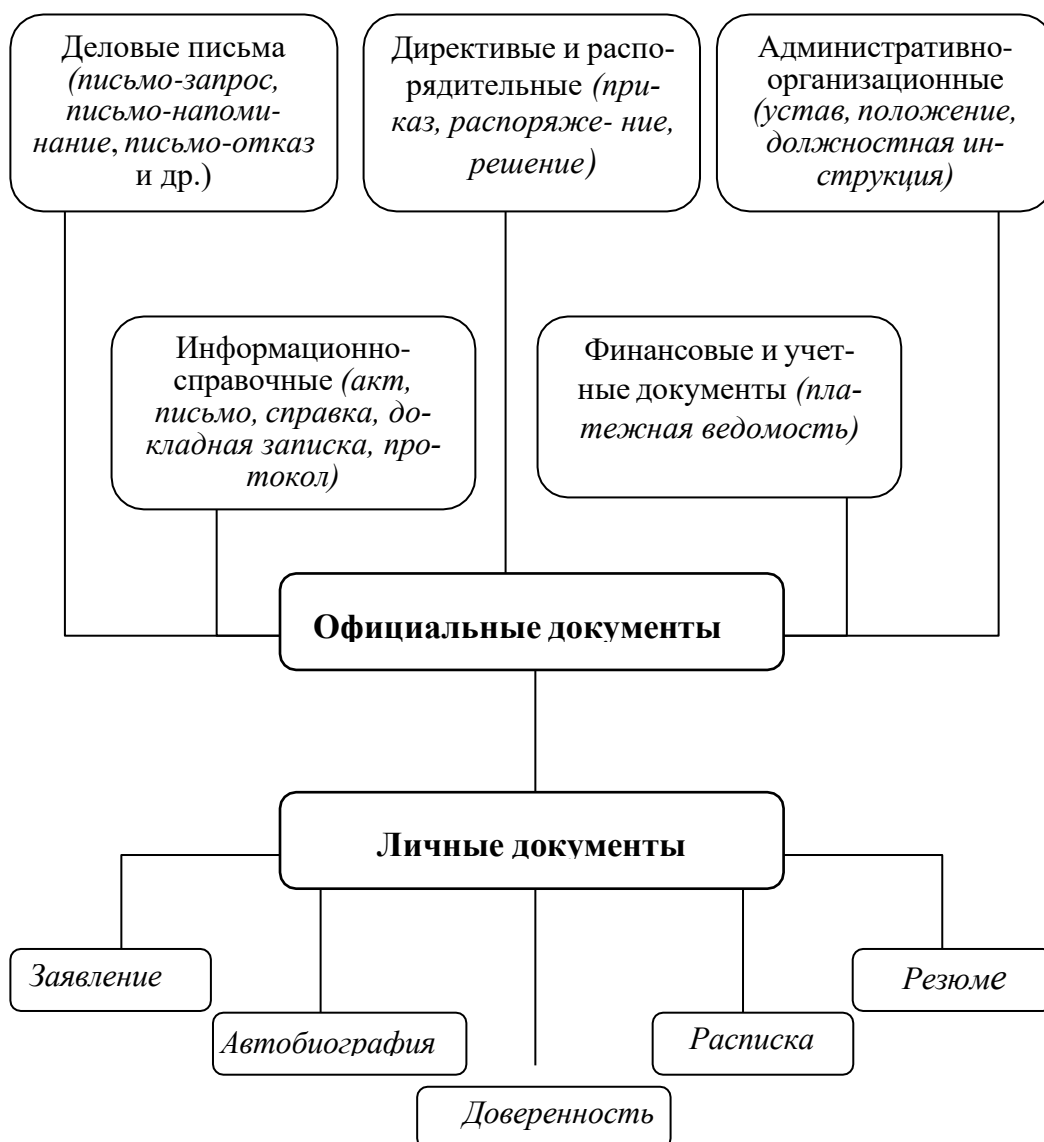 Деловые письма
(письмо-запрос,
письмо-напоми-
нание, письмо-отказ
и др.)
Директивые и распо-
рядительные (при-
каз, распоряже- ние,
решение)
Административно-
организационные
(устав, положение,
должностная ин-
струкция)
Информационно-
справочные (акт,
письмо, справка, до-
кладная записка, про-
токол)
Финансовые и учет-
ные документы (пла-
тежная ведомость)
Официальные документы
Личные документы
Заявление
Резюме
Автобиография
Расписка
Доверенность